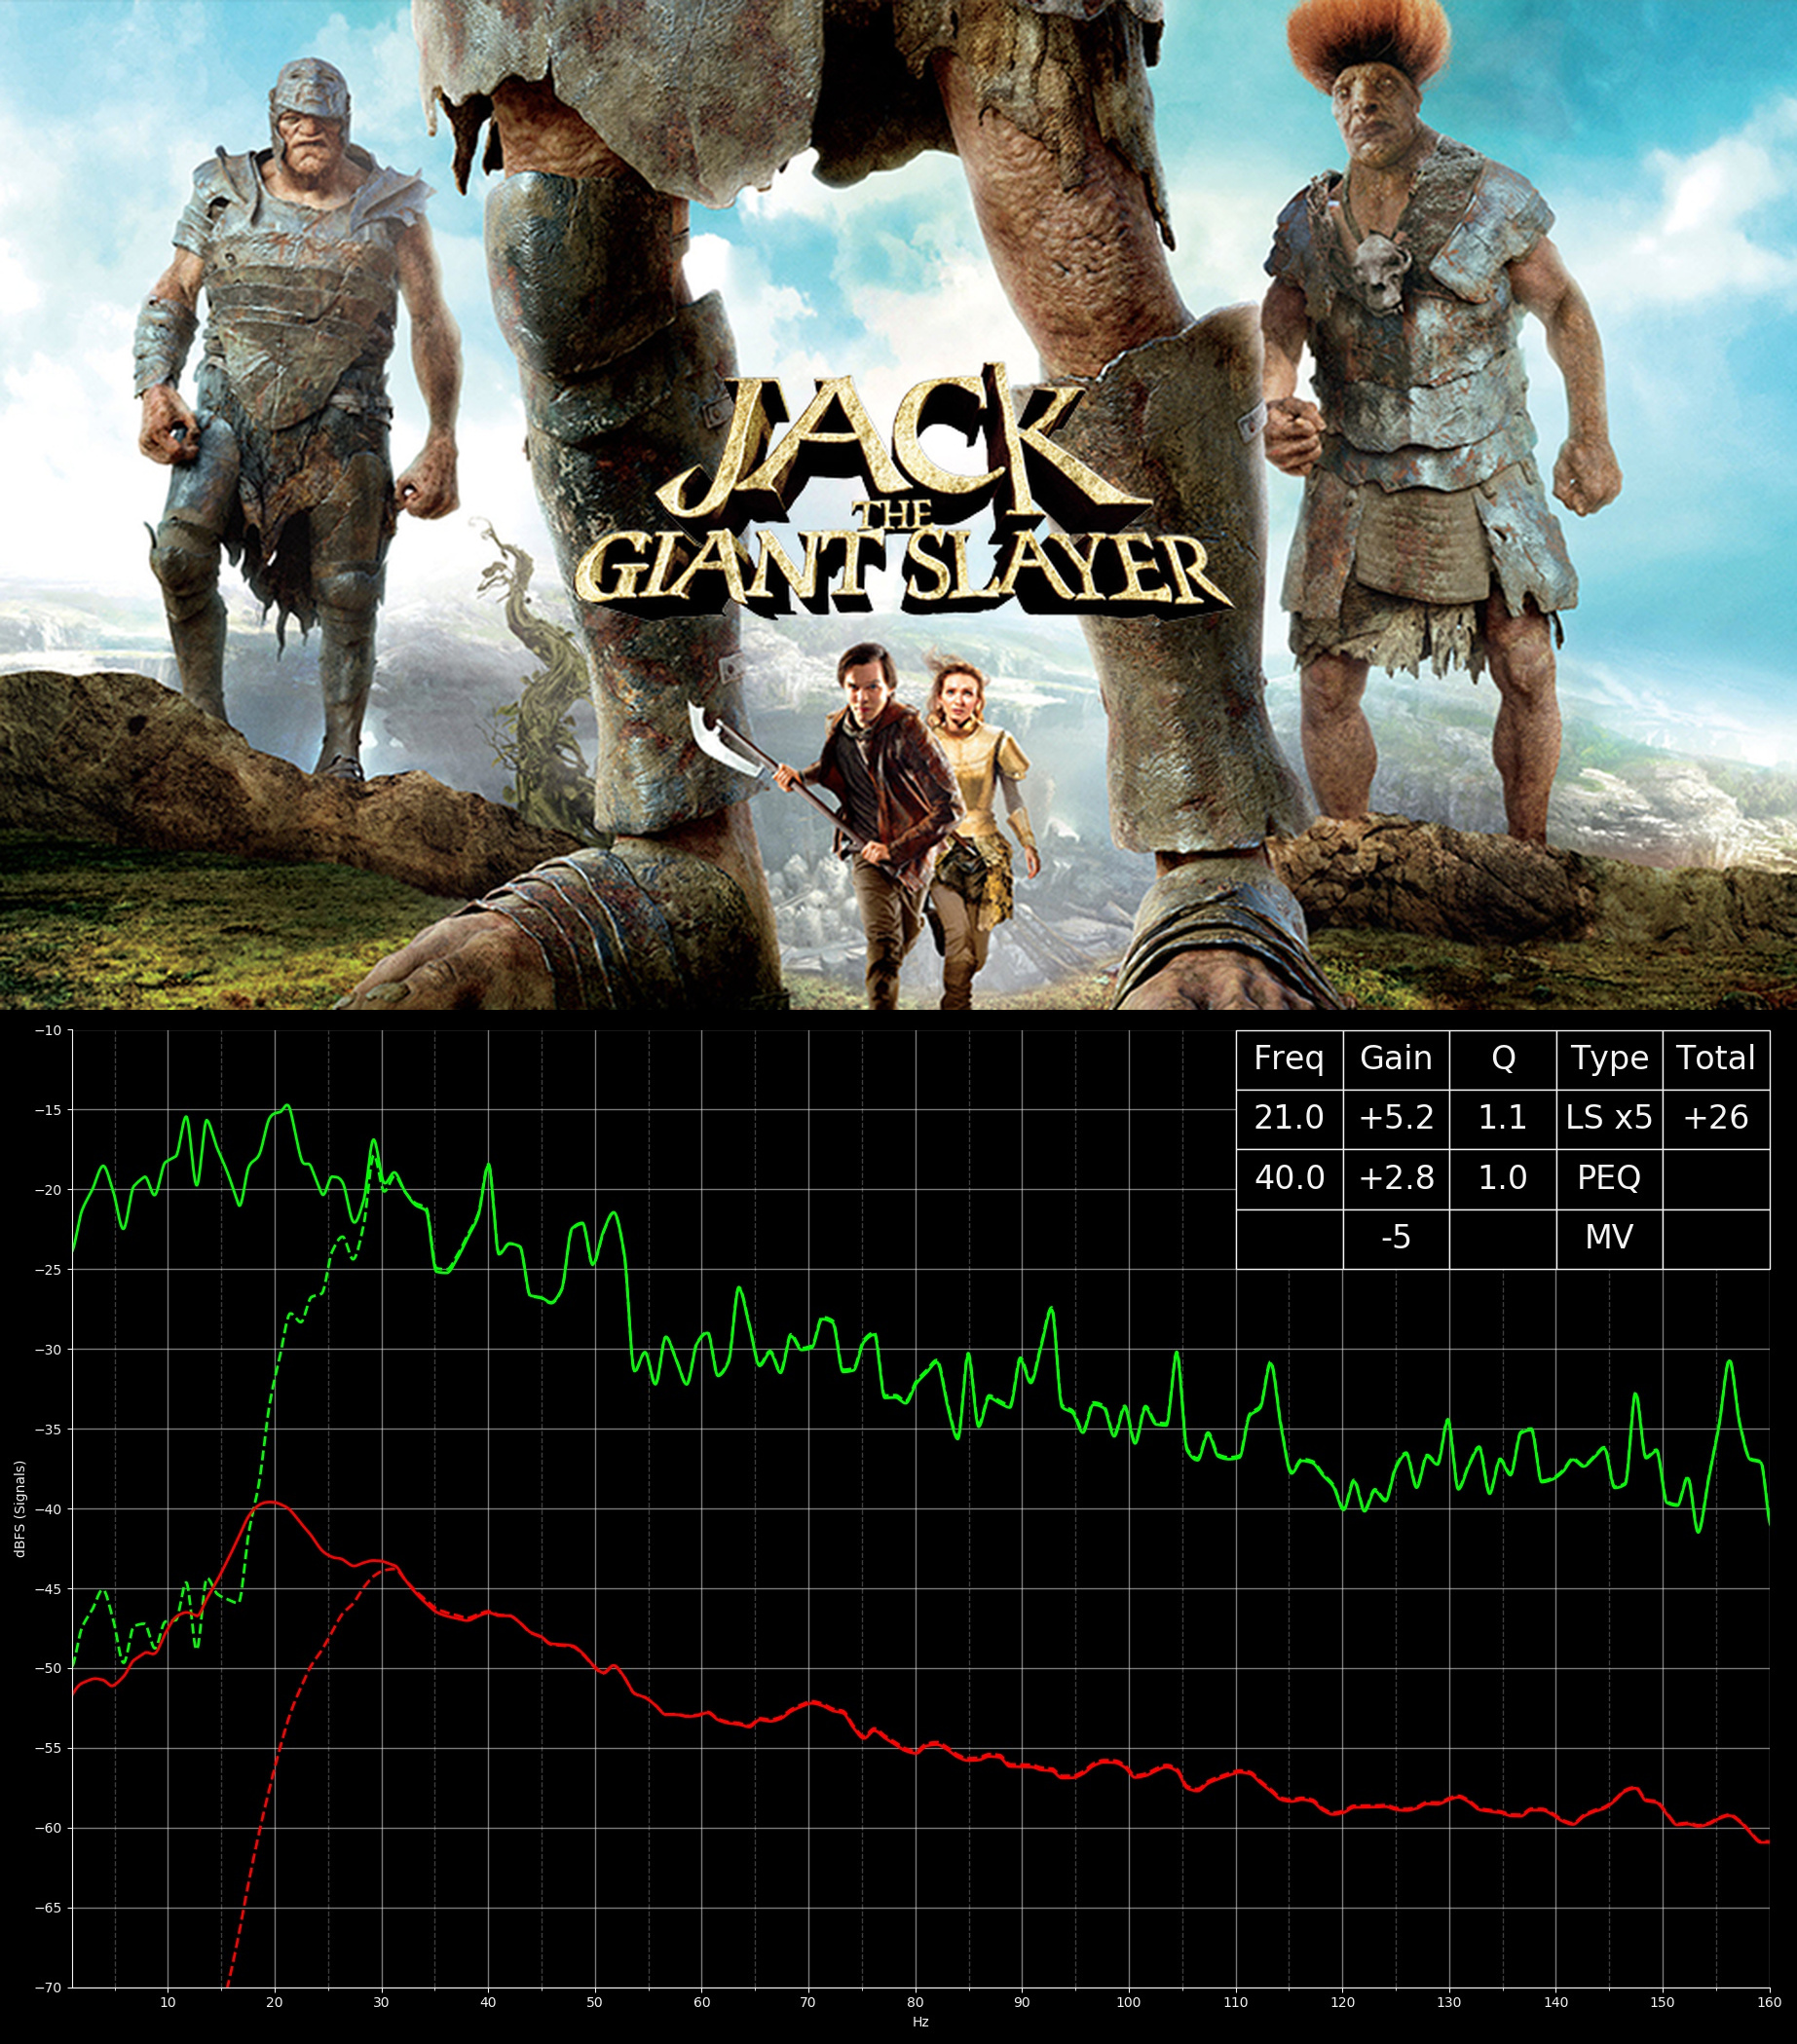 JACK
THE
GIANT SLAYER
Freq Gain Q Type Total
21.0 +5.2 1.1 LS x5 +26
40.0 +2.8 1.0 PEQ
-5 MV
−10
−15
−20
−25
−30
−35
−40
−45
−50
−55
−60
−65
−70
dBFS (Signals)
10 20 30 40 50 60 70 80 90 100 110 120 130 140 150 160
Hz